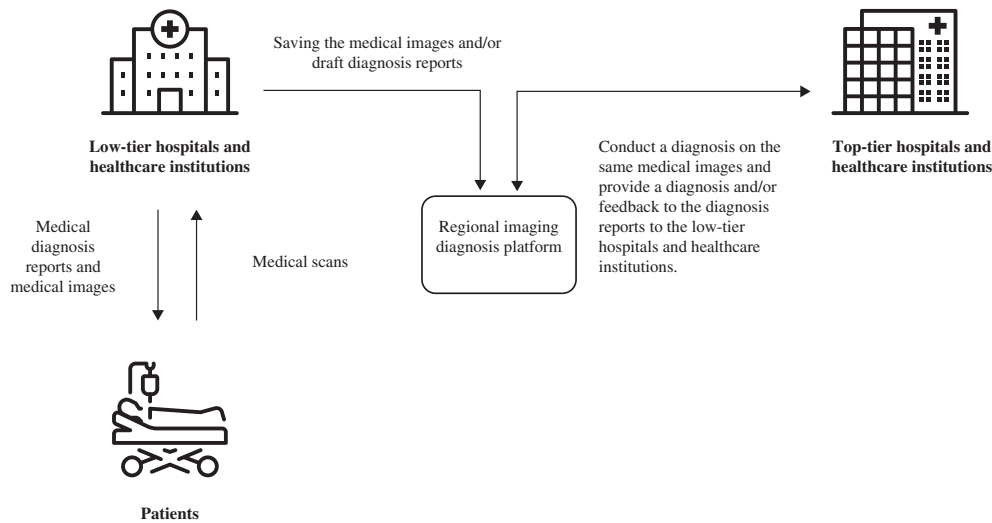 Saving the medical images and/or
draft diagnosis reports
Low-tier hospitals and
healthcare institutions
Top-tier hospitals and
healthcare institutions
Conduct a diagnosis on the
same medical images and
provide a diagnosis and/or
feedback to the diagnosis
reports to the low-tier
hospitals and healthcare
institutions.
Regional imaging
diagnosis platform
Medical
diagnosis
reports and
medical images
Medical scans
Patients